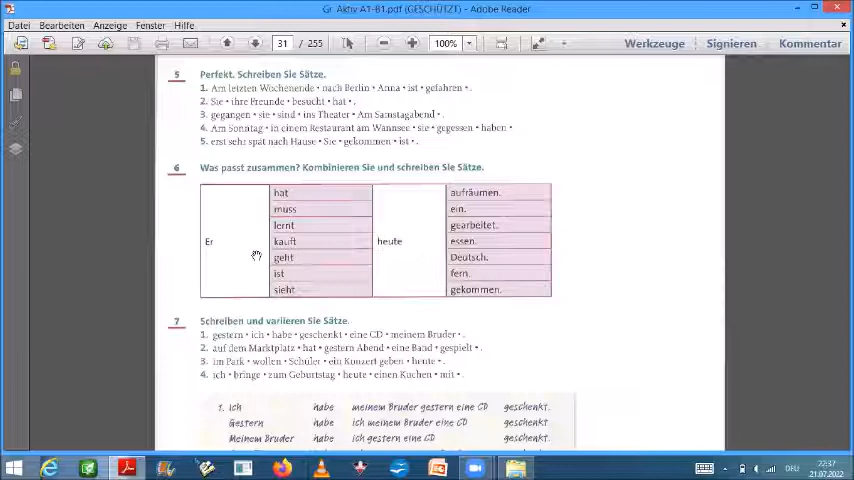 Gr Aktiv A1-B1.pdf (GESCHÜTZT) - Adobe Reader
Datei Bearbeiten Anzeige Fenster Hilfe
31 / 255 100% Werkzeuge Signieren Kommentar
5 Perfekt. Schreiben Sie Sätze.
1. Am letzten Wochenende • nach Berlin • Anna • ist • gefahren •.
2. Sie • ihre Freunde • besucht • hat •.
3. gegangen • sie • sind • ins Theater • Am Samstagabend •.
4. Am Sonntag • in einem Restaurant am Wannsee • sie • gegessen • haben •
5. erst sehr spät nach Hause • Sie • gekommen • ist •.
6 Was passt zusammen? Kombinieren Sie und schreiben Sie Sätze.
hat aufräumen.
muss ein.
lernt gearbeitet.
Er kauft heute essen.
geht Deutsch.
ist fern.
sieht gekommen.
7 Schreiben und variieren Sie Sätze.
1. gestern • ich • habe • geschenkt • eine CD • meinem Bruder •.
2. auf dem Marktplatz • hat • gestern Abend • eine Band • gespielt •.
3. im Park • wollen • Schüler • ein Konzert geben • heute •.
4. ich • bringe • zum Geburtstag • heute • einen Kuchen • mit •.
1. Ich habe meinem Bruder gestern eine CD geschenkt.
Gestern habe ich meinem Bruder eine CD geschenkt.
Meinem Bruder habe ich gestern eine CD geschenkt.
DEU 22:37
21.07.2022